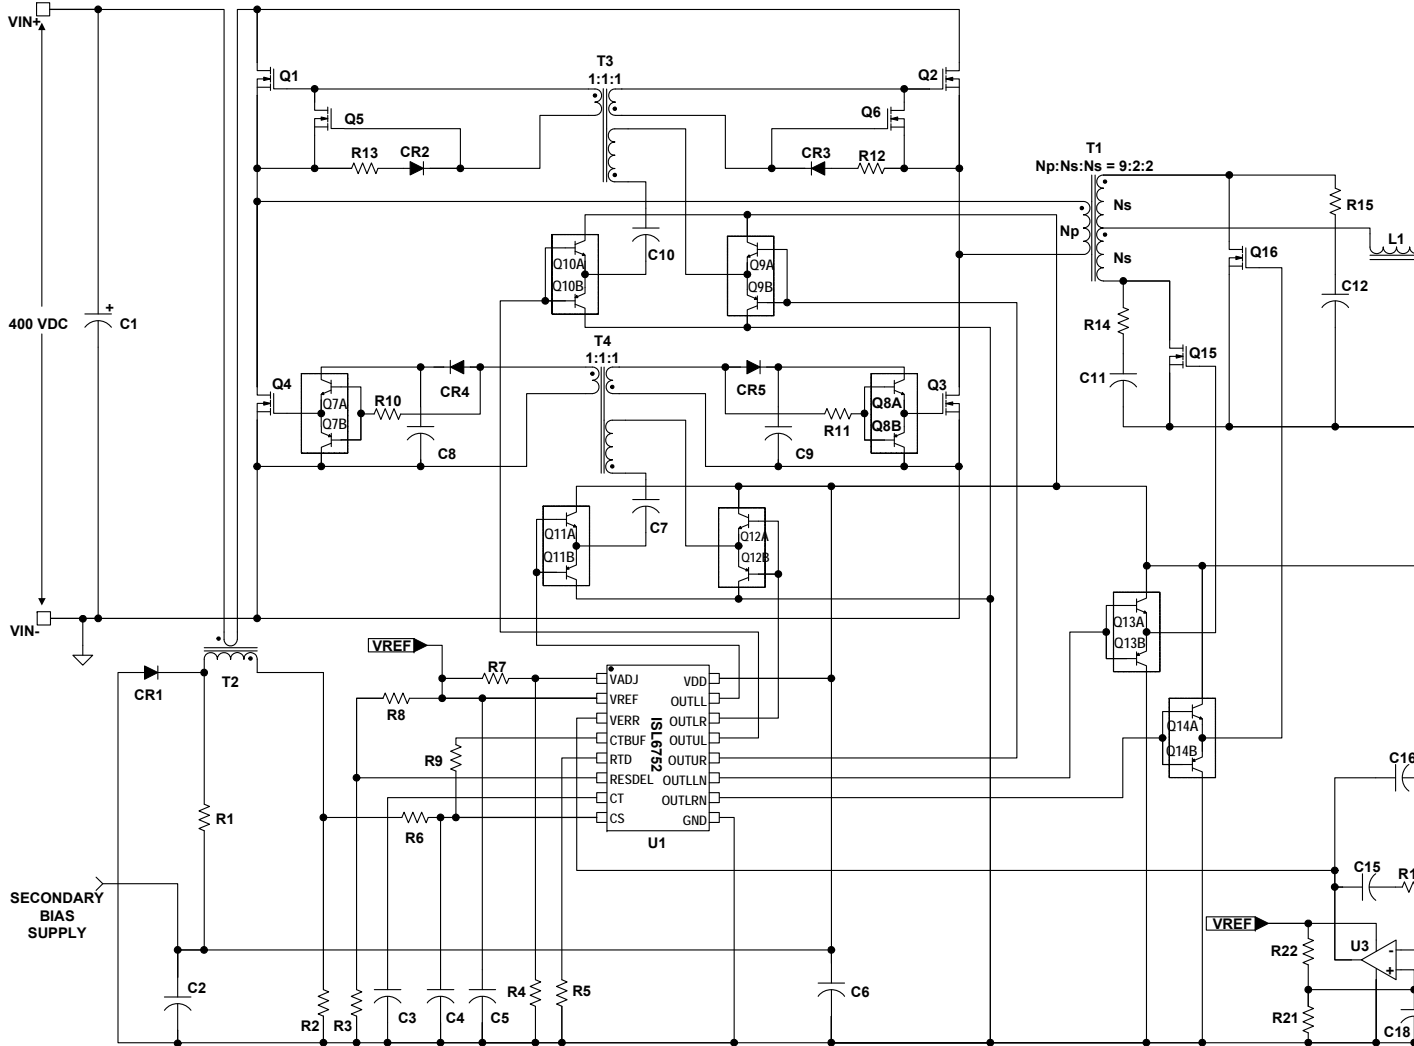 VIN+
T3
1:1:1
Q1
Q2
Q5
Q6
R13
CR2
CR3
R12
T1
Np:Ns:Ns = 9:2:2
Ns
Np
Ns
R15
L1
Q16
C10
Q10A
Q10B
Q9A
Q9B
C12
400 VDC
+
C1
R14
Q15
C11
T4
1:1:1
Q4
CR4
CR5
Q3
Q7A
Q7B
R10
R11
Q8A
Q8B
C8
C9
C7
Q11A
Q11B
Q12A
Q12B
VIN-
Q13A
Q13B
VREF
R7
CR1
T2
R8
VADJ
VREF
VERR
CTBUF
RTD
RESDEL
CT
CS
ISL6752
VDD
OUTLL
OUTLR
OUTUL
OUTUR
OUTLLN
OUTLRN
GND
U1
Q14A
Q14B
R9
C16
R1
R6
SECONDARY
BIAS
SUPPLY
C15
R1
VREF
R22
U3
-
+
C2
R2
R3
C3
C4
C5
R4
R5
C6
R21
C18